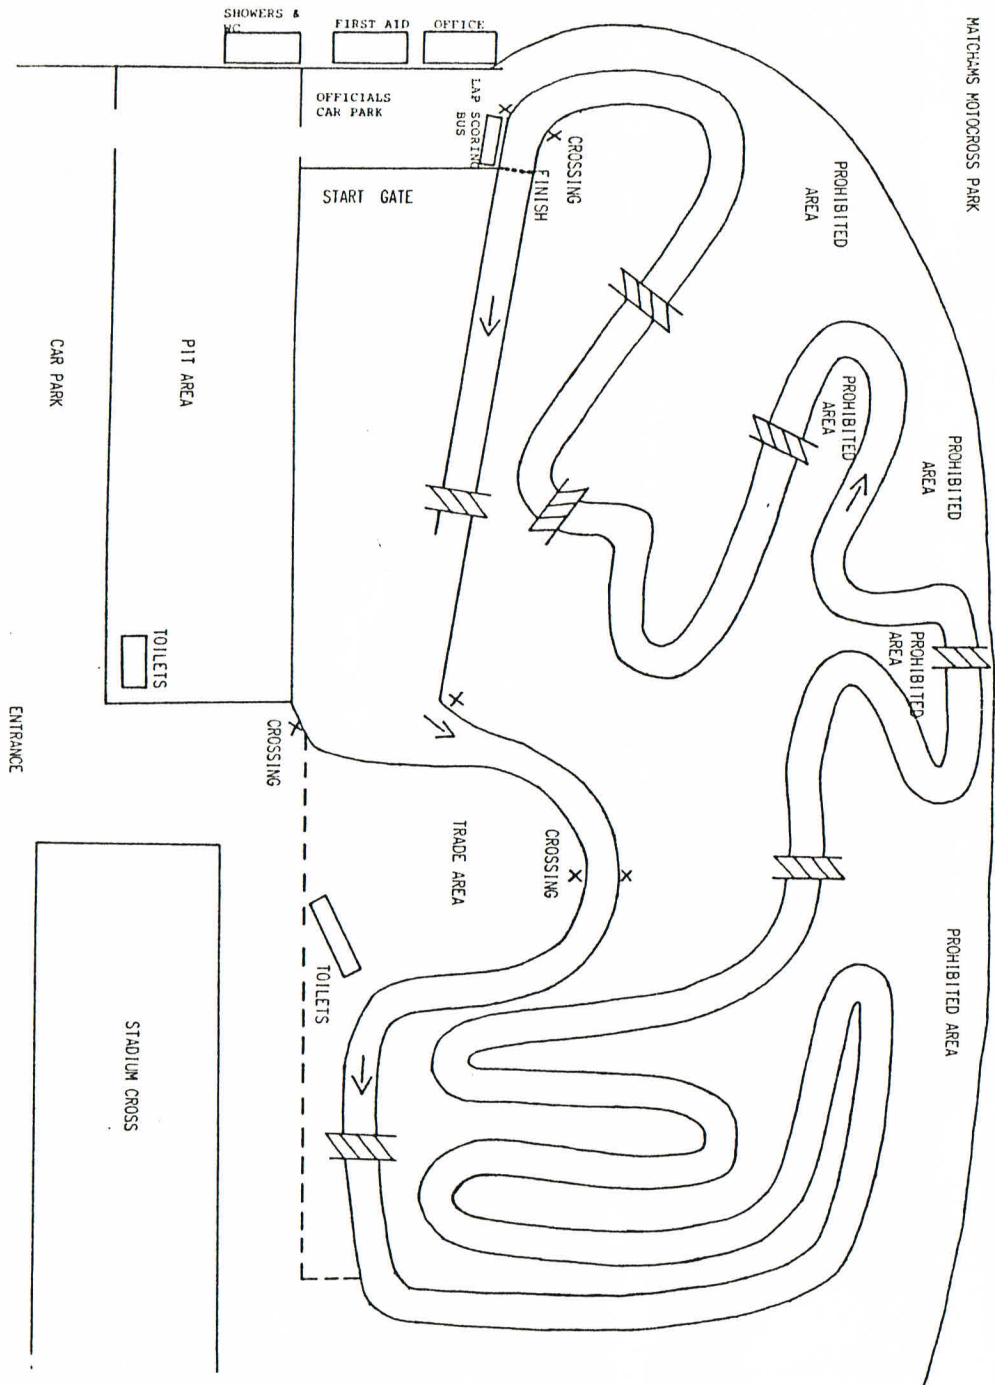 MATCHAMS MOTOCROSS PARK
SHOWERS &
WC
FIRST AID
OFFICE
OFFICIALS
CAR PARK
LAP SCORING
BUS
CROSSING
FINISH
START GATE
PROHIBITED
AREA
PROHIBITED
AREA
PROHIBITED
AREA
PROHIBITED
AREA
CAR PARK
PIT AREA
TOILETS
CROSSING
ENTRANCE
TRADE AREA
CROSSING
TOILETS
PROHIBITED AREA
STADIUM CROSS